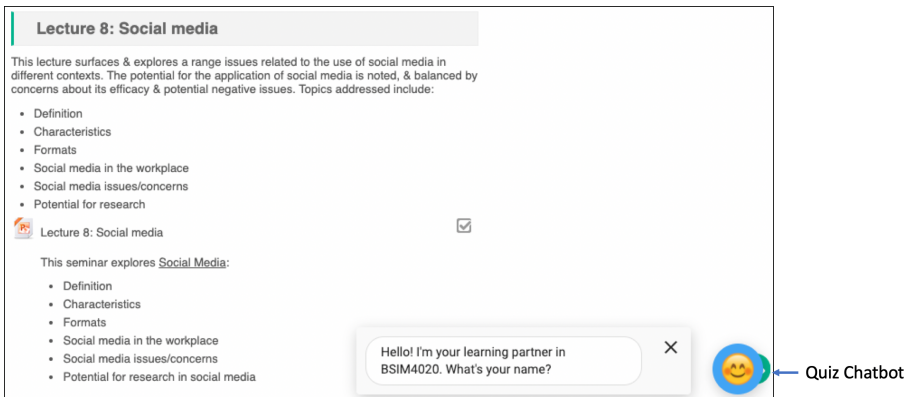 Lecture 8: Social media
This lecture surfaces & explores a range issues related to the use of social media in
different contexts. The potential for the application of social media is noted, & balanced by
concerns about its efficacy & potential negative issues. Topics addressed include:
• Definition
• Characteristics
• Formats
• Social media in the workplace
• Social media issues/concerns
• Potential for research
Lecture 8: Social media
This seminar explores Social Media:
• Definition
• Characteristics
• Formats
• Social media in the workplace
• Social media issues/concerns
• Potential for research in social media
Hello! I'm your learning partner in
BSIM4020. What's your name?
Quiz Chatbot